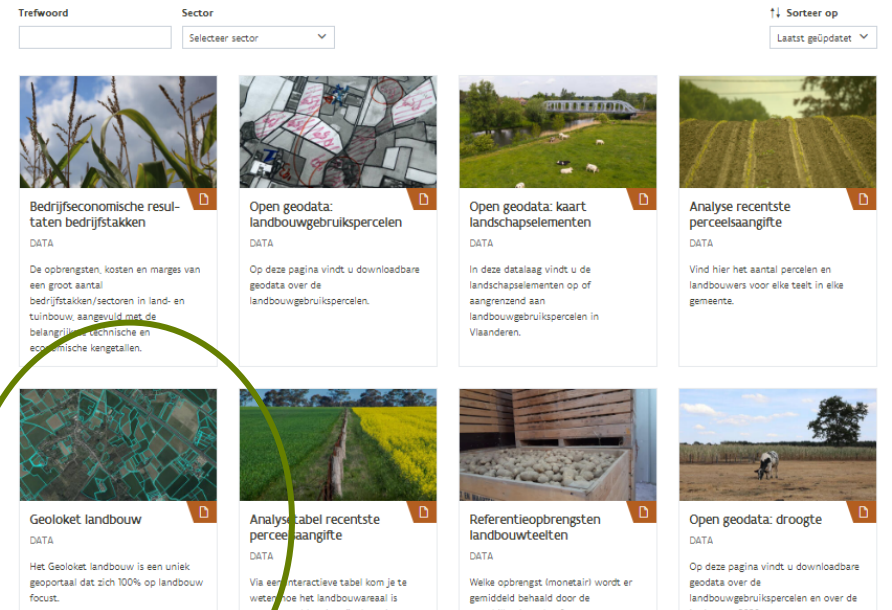 Trefwoord
Sector
Sorteer op
Selecteer sector
Laatst geüpdatet
Bedrijfseconomische resul-
taten bedrijfstakken
DATA
De opbrengsten, kosten en marges van
een groot aantal
bedrijfstakken/sectoren in land- en
tuinbouw, aangevuld met de
technische en
kengetallen.
Open geodata:
landbouwgebruikspercelen
DATA
Op deze pagina vindt u downloadbare
geodata over de
landbouwgebruikspercelen.
Open geodata: kaart
landschapselementen
DATA
In deze datalaag vindt u de
landschapselementen op of
aangrenzend aan
landbouwgebruikspercelen in
Vlaanderen.
Analyse recentste
perceelsaangifte
DATA
Vind hier het aantal percelen en
landbouwers voor elke teelt in elke
gemeente.
Geoloket landbouw
DATA
Het Geoloket landbouw is een uniek
geoportaal dat zich 100% op landbouw
focust.
Analysetabel recentste
perceelsaangifte
DATA
Via een interactieve tabel kom je te
weten hoe het landbouwareaal is
Referentieopbrengsten
landbouwteelten
DATA
Welke opbrengst (monetair) wordt er
gemiddeld behaald door de
Open geodata: droogte
DATA
Op deze pagina vindt u downloadbare
geodata over de
landbouwgebruikspercelen en over de